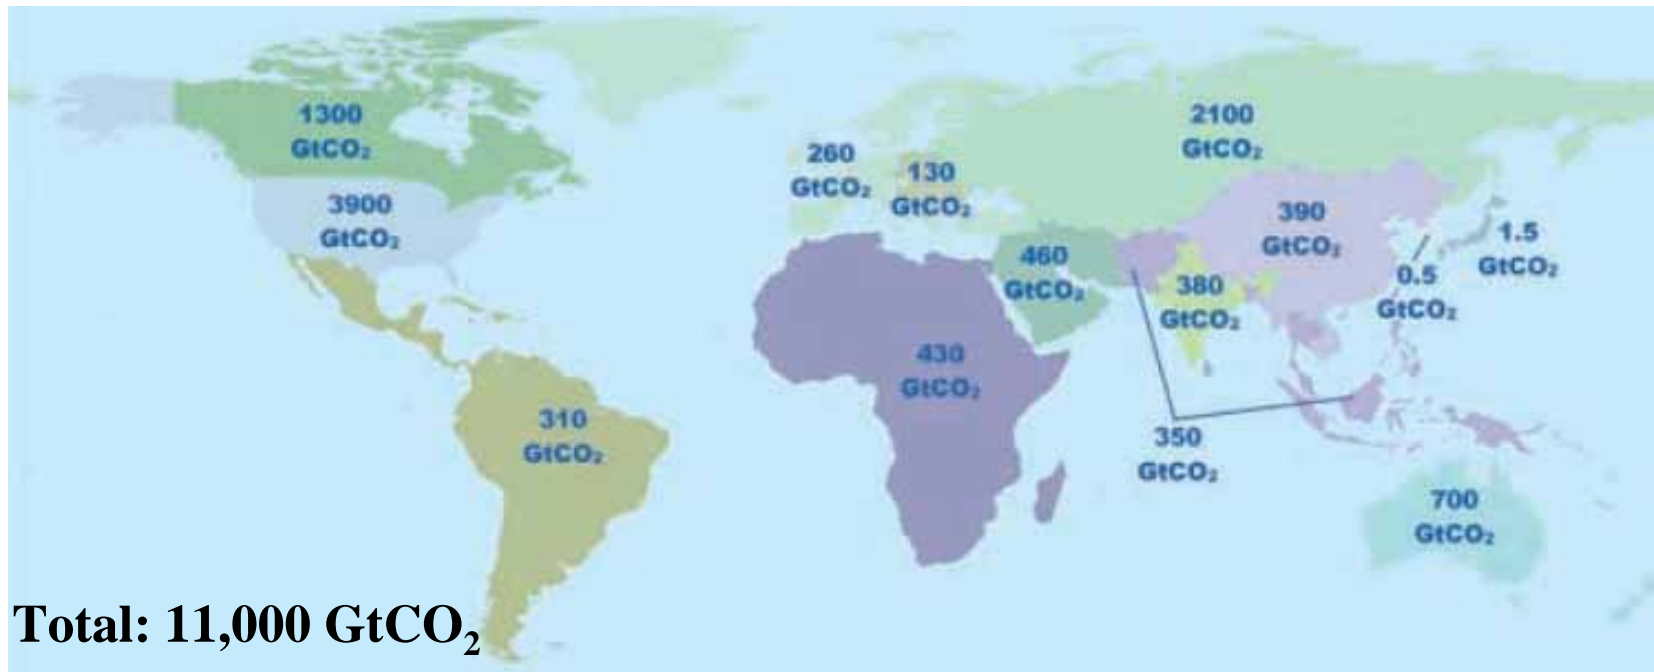 1300
GtCO₂
3900
GtCO₂
310
GtCO₂
260
GtCO₂
130
GtCO₂
2100
GtCO₂
460
GtCO₂
430
GtCO₂
380
GtCO₂
390
GtCO₂
0.5
GtCO₂
1.5
GtCO₂
350
GtCO₂
700
GtCO₂
Total: 11,000 GtCO₂